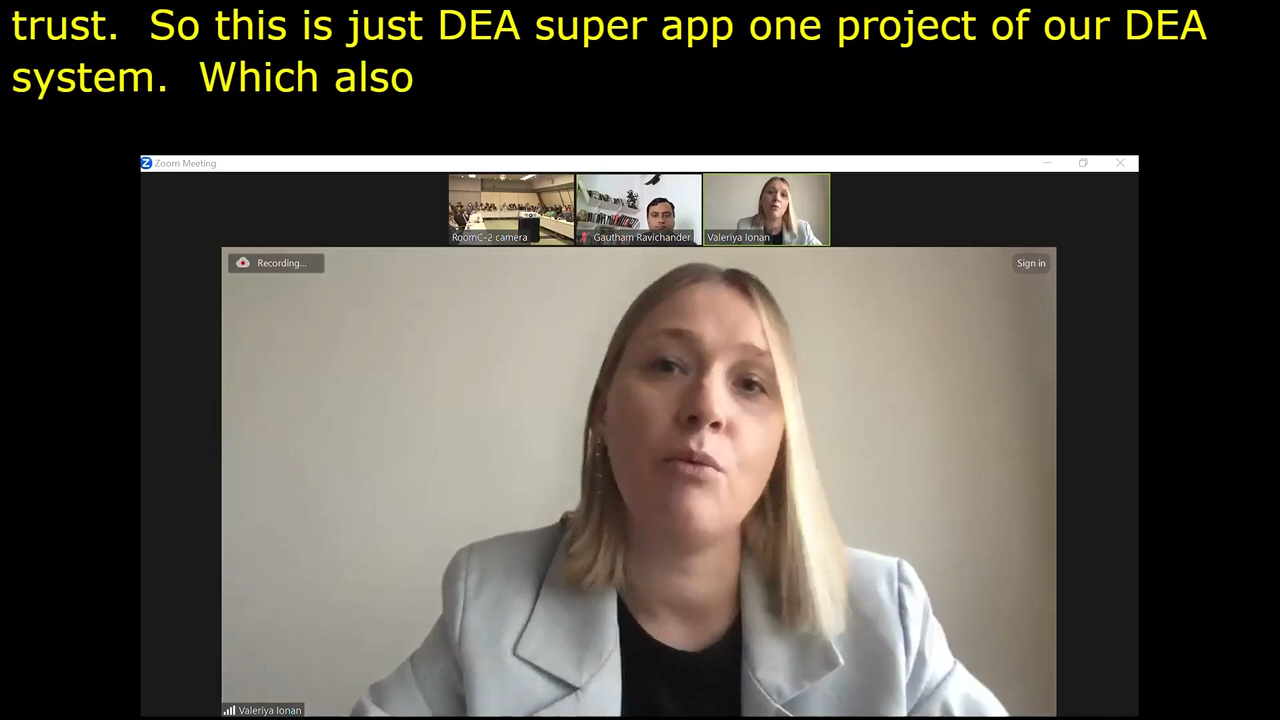 trust.  So this is just DEA super app one project of our DEA
system.  Which also
Zoom Meeting
RoomC-2 camera
Gautham Ravichander
Valeriya Ionan
Recording...
Sign in
Valeriya Ionan